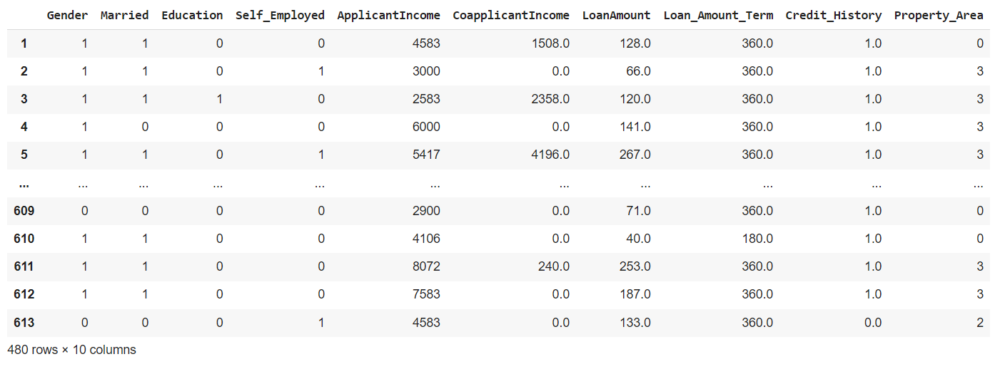 Gender Married Education Self_Employed ApplicantIncome CoapplicantIncome LoanAmount Loan_Amount_Term Credit_History Property_Area
1 1 1 0 0 4583 1508.0 128.0 360.0 1.0 0
2 1 1 0 1 3000 0.0 66.0 360.0 1.0 3
3 1 1 1 0 2583 2358.0 120.0 360.0 1.0 3
4 1 0 0 0 6000 0.0 141.0 360.0 1.0 3
5 1 1 0 1 5417 4196.0 267.0 360.0 1.0 3
... ... ... ... ... ... ... ... ... ... ...
609 0 0 0 0 2900 0.0 71.0 360.0 1.0 0
610 1 1 0 0 4106 0.0 40.0 180.0 1.0 0
611 1 1 0 0 8072 240.0 253.0 360.0 1.0 3
612 1 1 0 0 7583 0.0 187.0 360.0 1.0 3
613 0 0 0 1 4583 0.0 133.0 360.0 0.0 2
480 rows × 10 columns